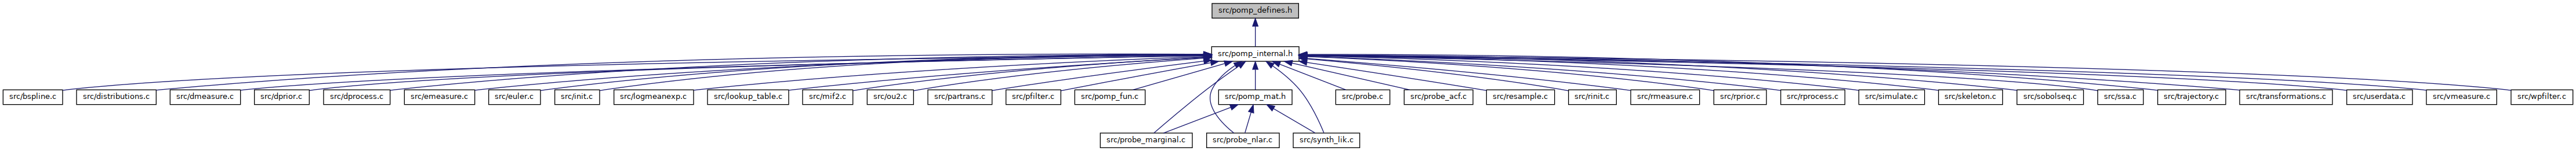 src/pomp_defines.h
src/pomp_internal.h
src/bspline.c
src/distributions.c
src/dmeasure.c
src/dprior.c
src/dprocess.c
src/emeasure.c
src/euler.c
src/init.c
src/logmeanexp.c
src/lookup_table.c
src/mif2.c
src/ou2.c
src/partrans.c
src/pfilter.c
src/pomp_fun.c
src/pomp_mat.h
src/probe.c
src/probe_acf.c
src/resample.c
src/rinit.c
src/rmeasure.c
src/rprior.c
src/rprocess.c
src/simulate.c
src/skeleton.c
src/sobolseq.c
src/ssa.c
src/trajectory.c
src/transformations.c
src/userdata.c
src/vmeasure.c
src/wpfilter.c
src/probe_marginal.c
src/probe_nlar.c
src/synth_lik.c